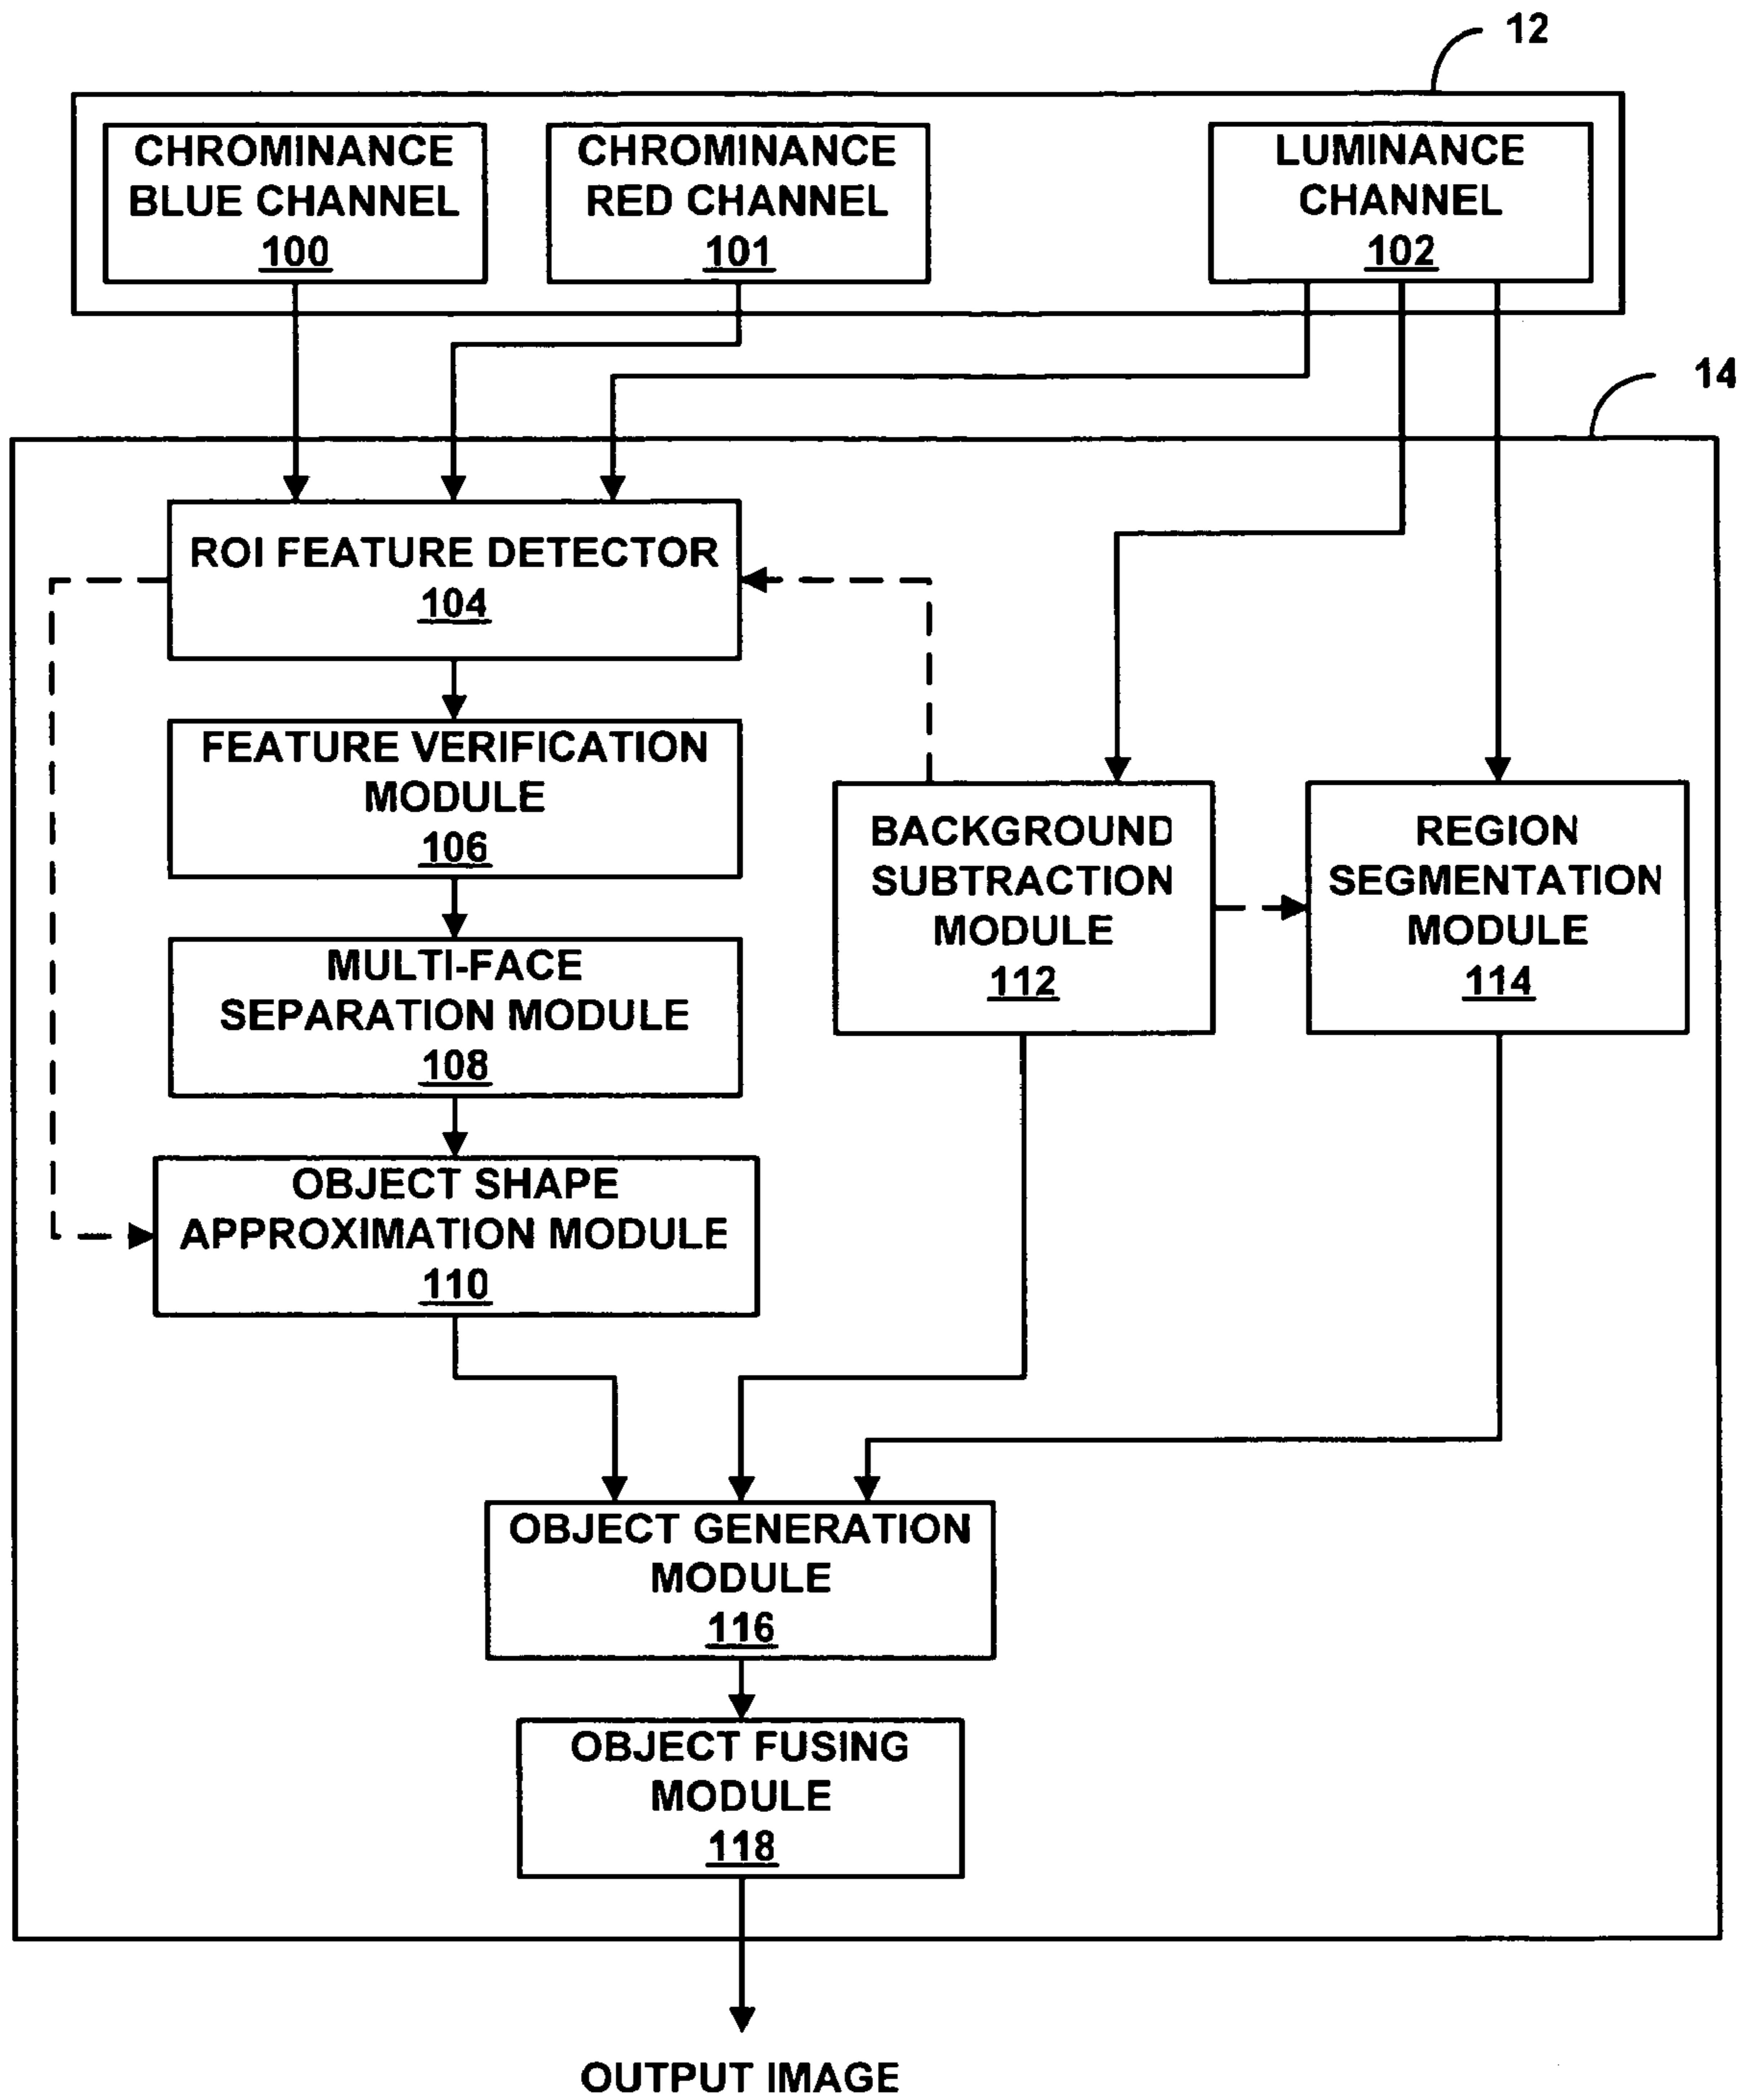 12
CHROMINANCE
BLUE CHANNEL
100
CHROMINANCE
RED CHANNEL
101
LUMINANCE
CHANNEL
102
14
ROI FEATURE DETECTOR
104
FEATURE VERIFICATION
MODULE
106
MULTI-FACE
SEPARATION MODULE
108
OBJECT SHAPE
APPROXIMATION MODULE
110
BACKGROUND
SUBTRACTION
MODULE
112
REGION
SEGMENTATION
MODULE
114
OBJECT GENERATION
MODULE
116
OBJECT FUSING
MODULE
118
OUTPUT IMAGE